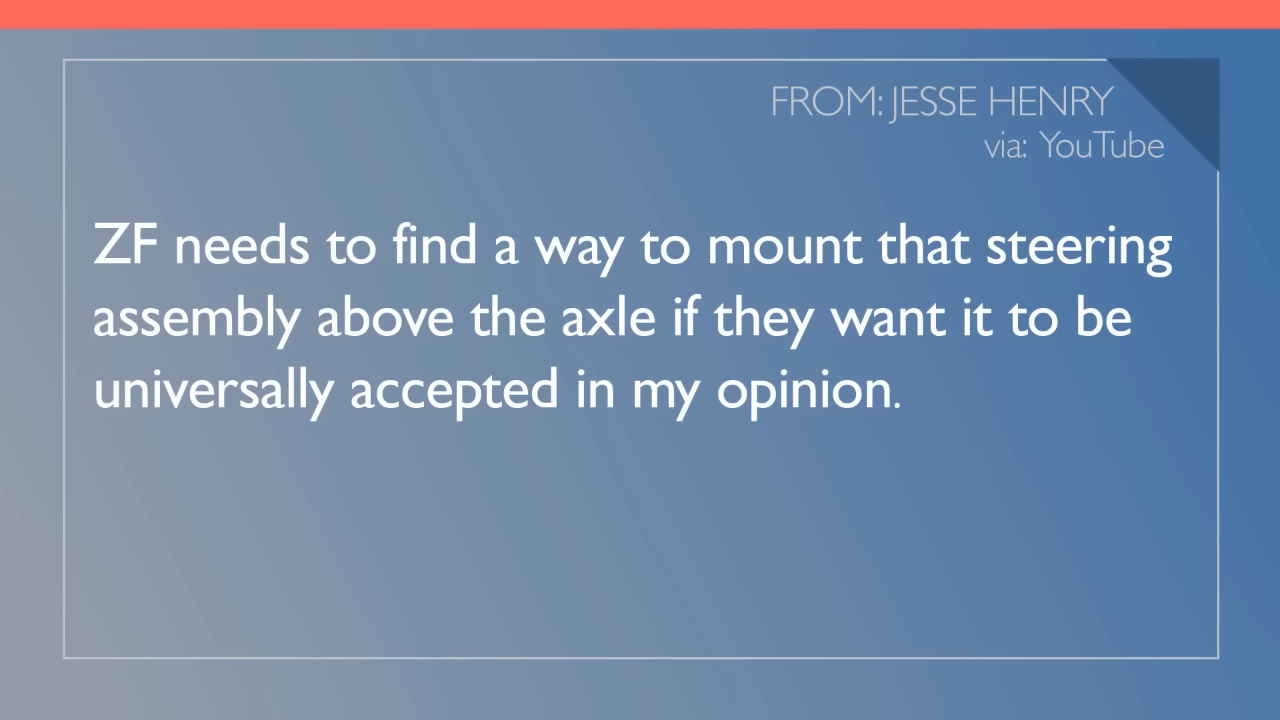 FROM: JESSE HENRY
via: YouTube
ZF needs to find a way to mount that steering
assembly above the axle if they want it to be
universally accepted in my opinion.